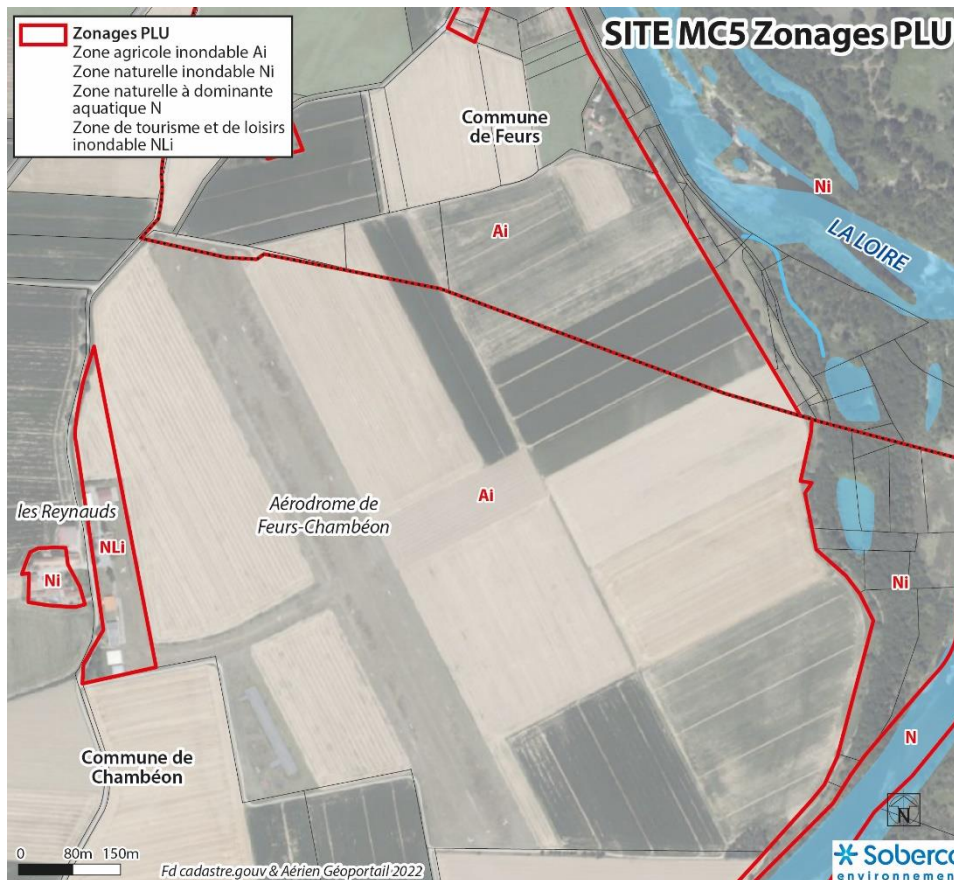 SITE MC5 Zonages PLU
Zonages PLU
Zone agricole inondable Ai
Zone naturelle inondable Ni
Zone naturelle à dominante
aquatique N
Zone de tourisme et de loisirs
inondable NLi
Commune
de Feurs
Ni
LA LOIRE
Ai
Ai
Aérodrome de
Feurs-Chambéon
les Reynauds
NLi
Ni
Ni
N
Commune de
Chambéon
N
0 80m 150m
Fd cadastre.gouv & Aérien Géoportail 2022
Soberco
environnement